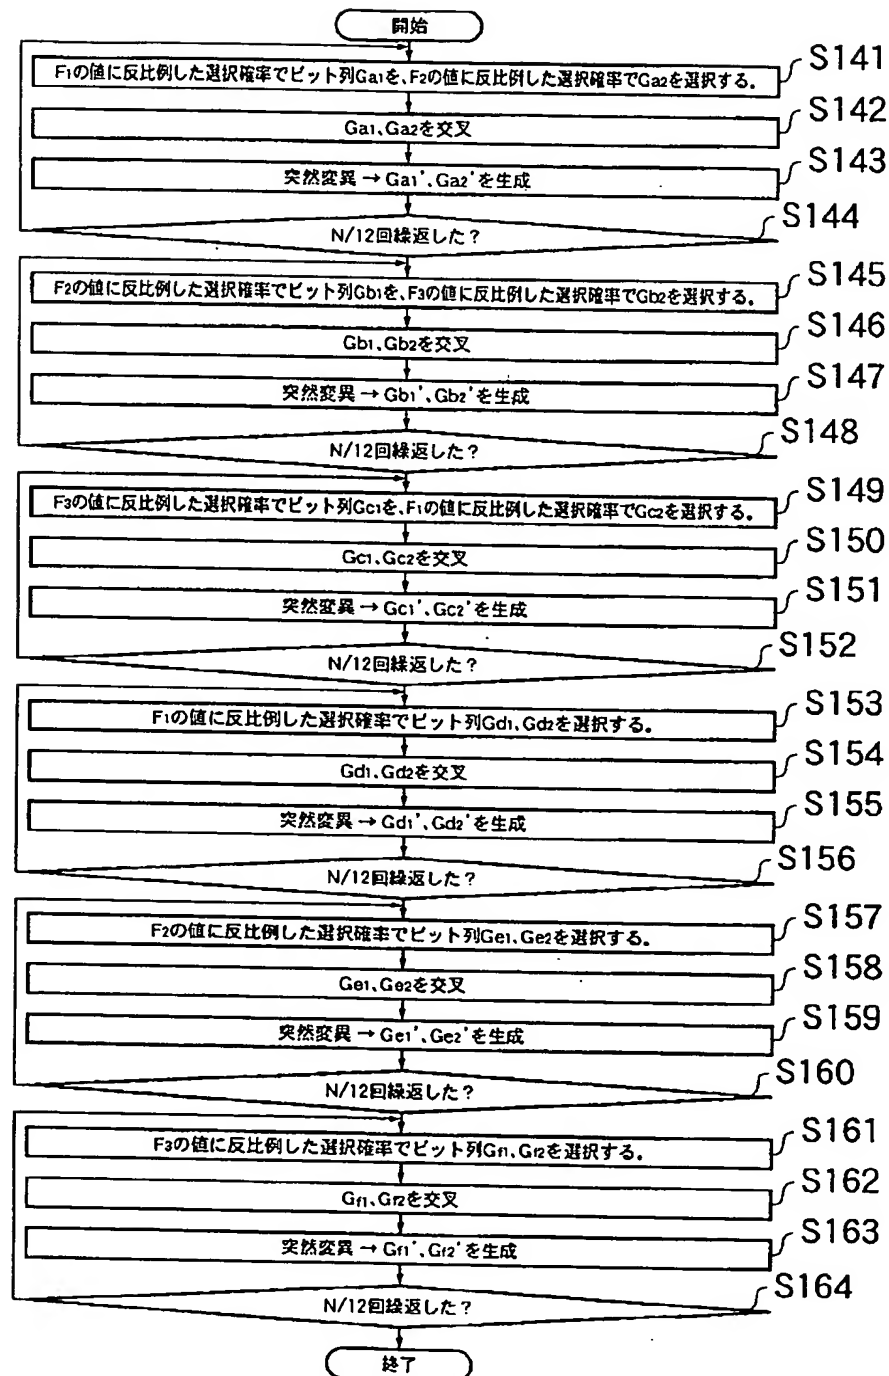 開始
F1の値に反比例した選択確率でビット列Ga1を、F2の値に反比例した選択確率でGa2を選択する。
S141
Ga1、Ga2を交叉
S142
突然変異→Ga1'、Ga2'を生成
S143
N/12回繰返した?
S144
F2の値に反比例した選択確率でビット列Gb1を、F3の値に反比例した選択確率でGb2を選択する。
S145
Gb1、Gb2を交叉
S146
突然変異→Gb1'、Gb2'を生成
S147
N/12回繰返した?
S148
F3の値に反比例した選択確率でビット列Gc1を、F1の値に反比例した選択確率でGc2を選択する。
S149
Gc1、Gc2を交叉
S150
突然変異→Gc1'、Gc2'を生成
S151
N/12回繰返した?
S152
F1の値に反比例した選択確率でビット列Gd1、Gd2を選択する。
S153
Gd1、Gd2を交叉
S154
突然変異→Gd1'、Gd2'を生成
S155
N/12回繰返した?
S156
F2の値に反比例した選択確率でビット列Ge1、Ge2を選択する。
S157
Ge1、Ge2を交叉
S158
突然変異→Ge1'、Ge2'を生成
S159
N/12回繰返した?
S160
F3の値に反比例した選択確率でビット列Gf1、Gf2を選択する。
S161
Gf1、Gf2を交叉
S162
突然変異→Gf1'、Gf2'を生成
S163
N/12回繰返した?
S164
終了